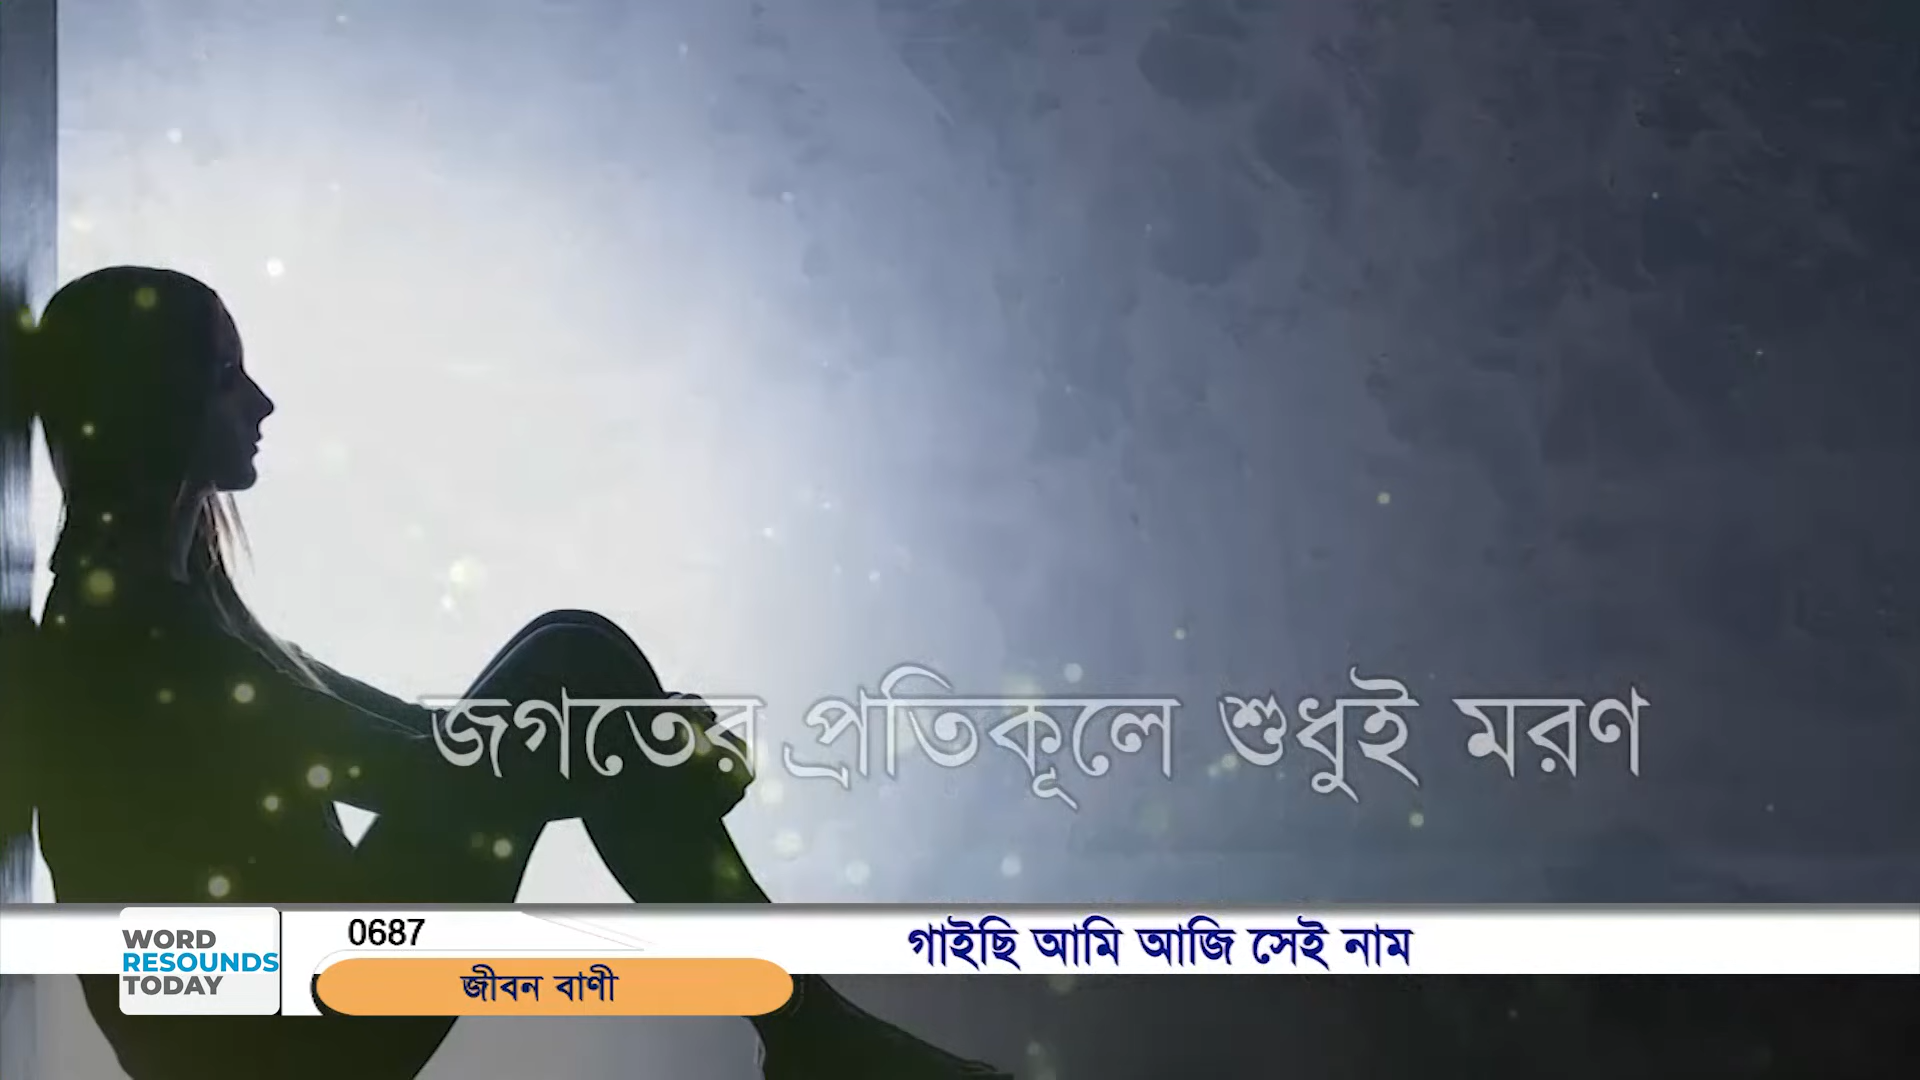 জগতের প্রতিকূলে শুধুই মরণ
0687
গাইছি আমি আজি সেই নাম
WORD
RESOUNDS
TODAY
জীবন বাণী